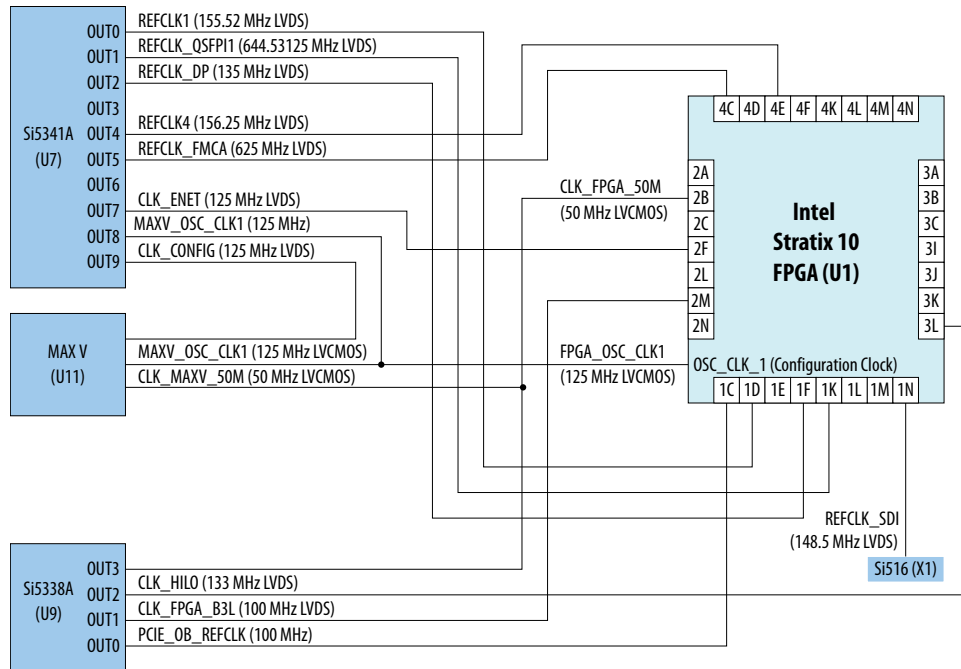 Si5341A
(U7)
OUT0
OUT1
OUT2
OUT3
OUT4
OUT5
OUT6
OUT7
OUT8
OUT9
REFCLK1 (155.52 MHz LVDS)
REFCLK_QSFPI1 (644.53125 MHz LVDS)
REFCLK_DP (135 MHz LVDS)
REFCLK4 (156.25 MHz LVDS)
REFCLK_FMCA (625 MHz LVDS)
CLK_ENET (125 MHz LVDS)
MAXV_OSC_CLK1 (125 MHz)
CLK_CONFIG (125 MHz LVDS)
MAX V
(U11)
MAXV_OSC_CLK1 (125 MHz LVCMOS)
CLK_MAXV_50M (50 MHz LVCMOS)
CLK_FPGA_50M
(50 MHz LVCMOS)
FPGA_OSC_CLK1
(125 MHz LVCMOS)
4C 4D 4E 4F 4K 4L 4M 4N
2A
2B
2C
2F
2L
2M
2N
Intel
Stratix 10
FPGA (U1)
3A
3B
3C
3I
3J
3K
3L
OSC_CLK_1 (Configuration Clock)
1C 1D 1E 1F 1K 1L 1M 1N
REFCLK_SDI
(148.5 MHz LVDS)
Si516 (X1)
Si5338A
(U9)
OUT3
OUT2
OUT1
OUT0
CLK_HILO (133 MHz LVDS)
CLK_FPGA_B3L (100 MHz LVDS)
PCIE_OB_REFCLK (100 MHz)